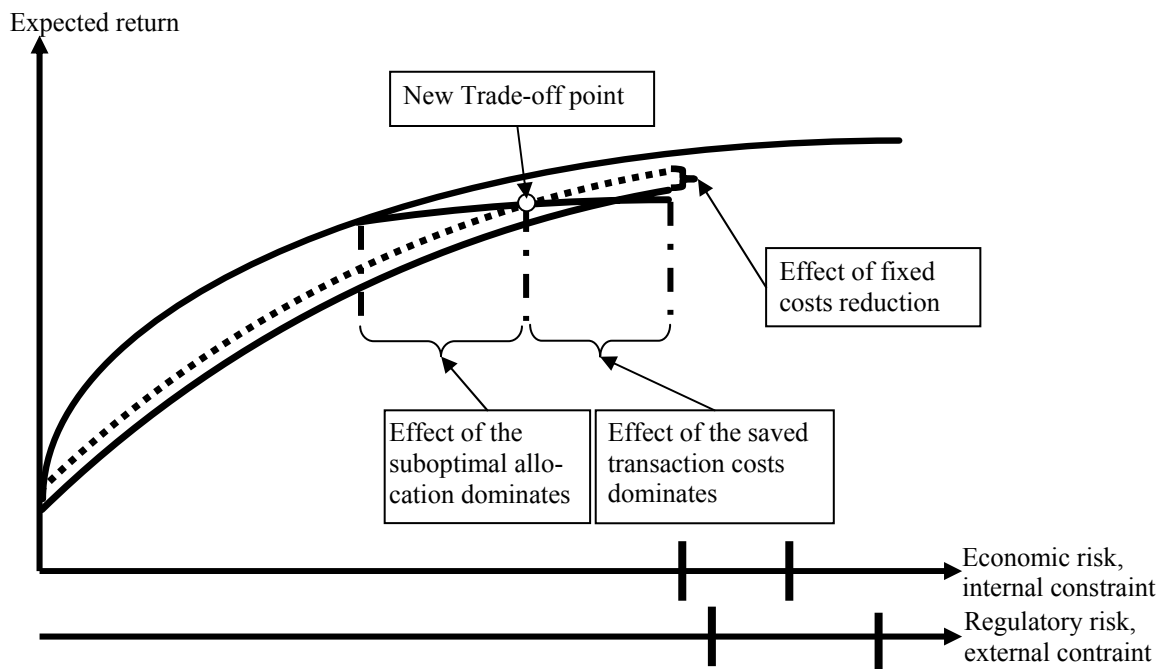 Expected return
New Trade-off point
Effect of fixed
costs reduction
Effect of the
suboptimal allo-
cation dominates
Effect of the saved
transaction costs
dominates
Economic risk,
internal constraint
Regulatory risk,
external contraint